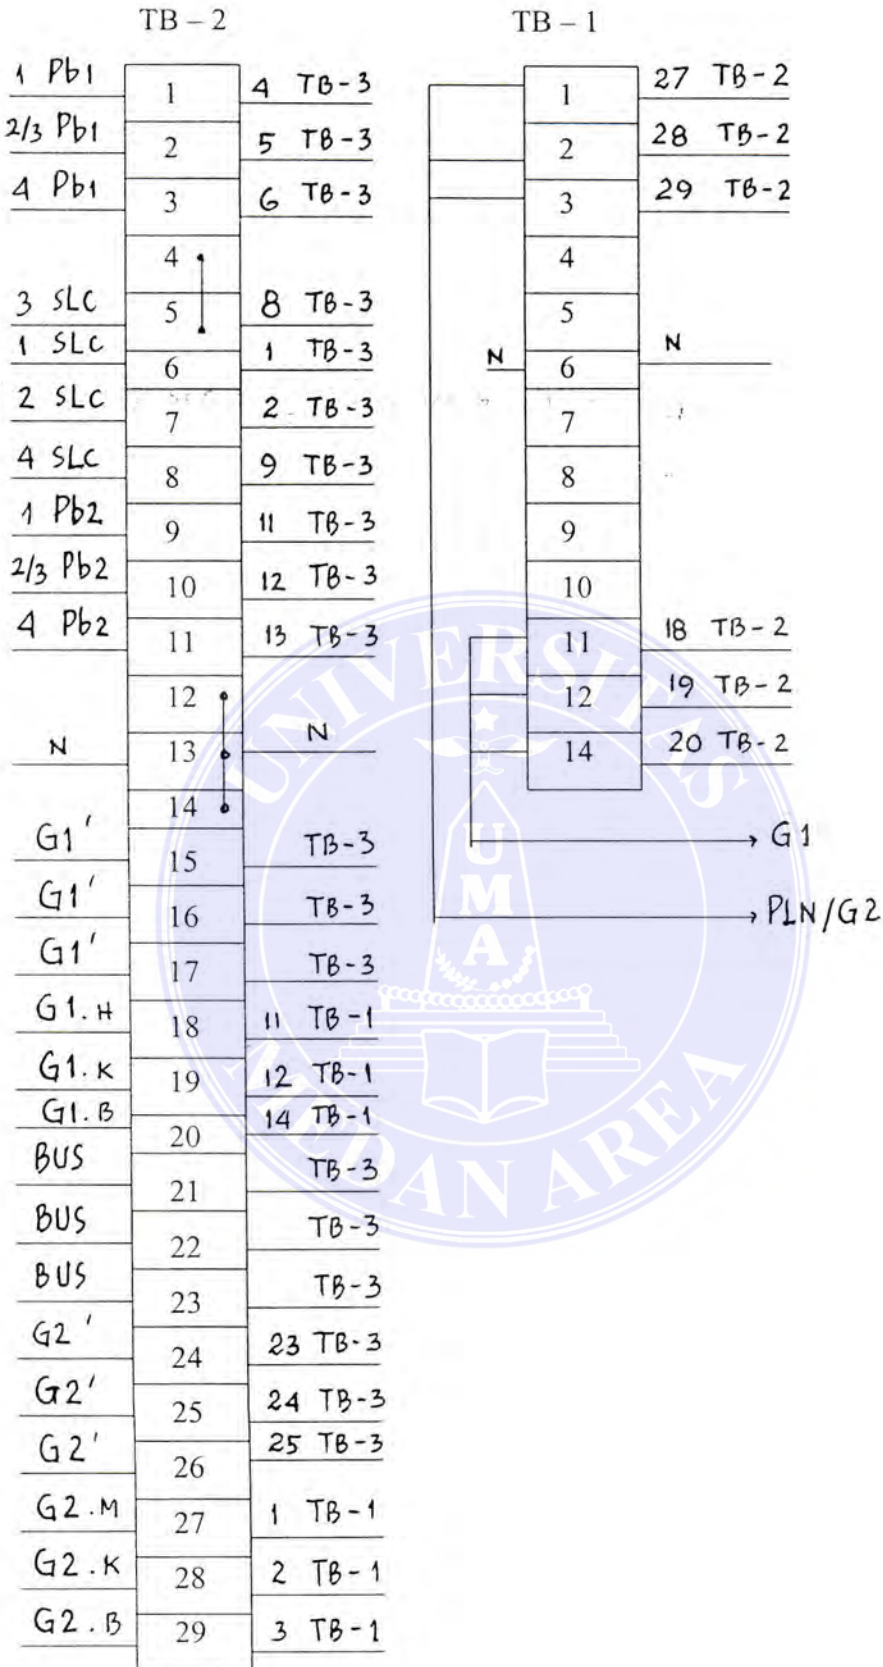 TB – 2
1 Pb1 1 4 TB-3
2/3 Pb1 2 5 TB-3
4 Pb1 3 6 TB-3
4
3 SLC 5 8 TB-3
1 SLC 6 1 TB-3
2 SLC 7 2 TB-3
4 SLC 8 9 TB-3
1 Pb2 9 11 TB-3
2/3 Pb2 10 12 TB-3
4 Pb2 11 13 TB-3
12
N 13 N
14
G1' 15 TB-3
G1' 16 TB-3
G1' 17 TB-3
G1.H 18 11 TB-1
G1.K 19 12 TB-1
G1.B 20 14 TB-1
BUS 21 TB-3
BUS 22 TB-3
BUS 23 TB-3
G2' 24 23 TB-3
G2' 25 24 TB-3
G2' 26 25 TB-3
G2.M 27 1 TB-1
G2.K 28 2 TB-1
G2.B 29 3 TB-1
TB – 1
1 27 TB-2
2 28 TB-2
3 29 TB-2
4
5
N 6 N
7
8
9
10
11 18 TB-2
12 19 TB-2
14 20 TB-2
G1
PLN/G2
UNIVERSITAS
UMA
MEDAN AREA